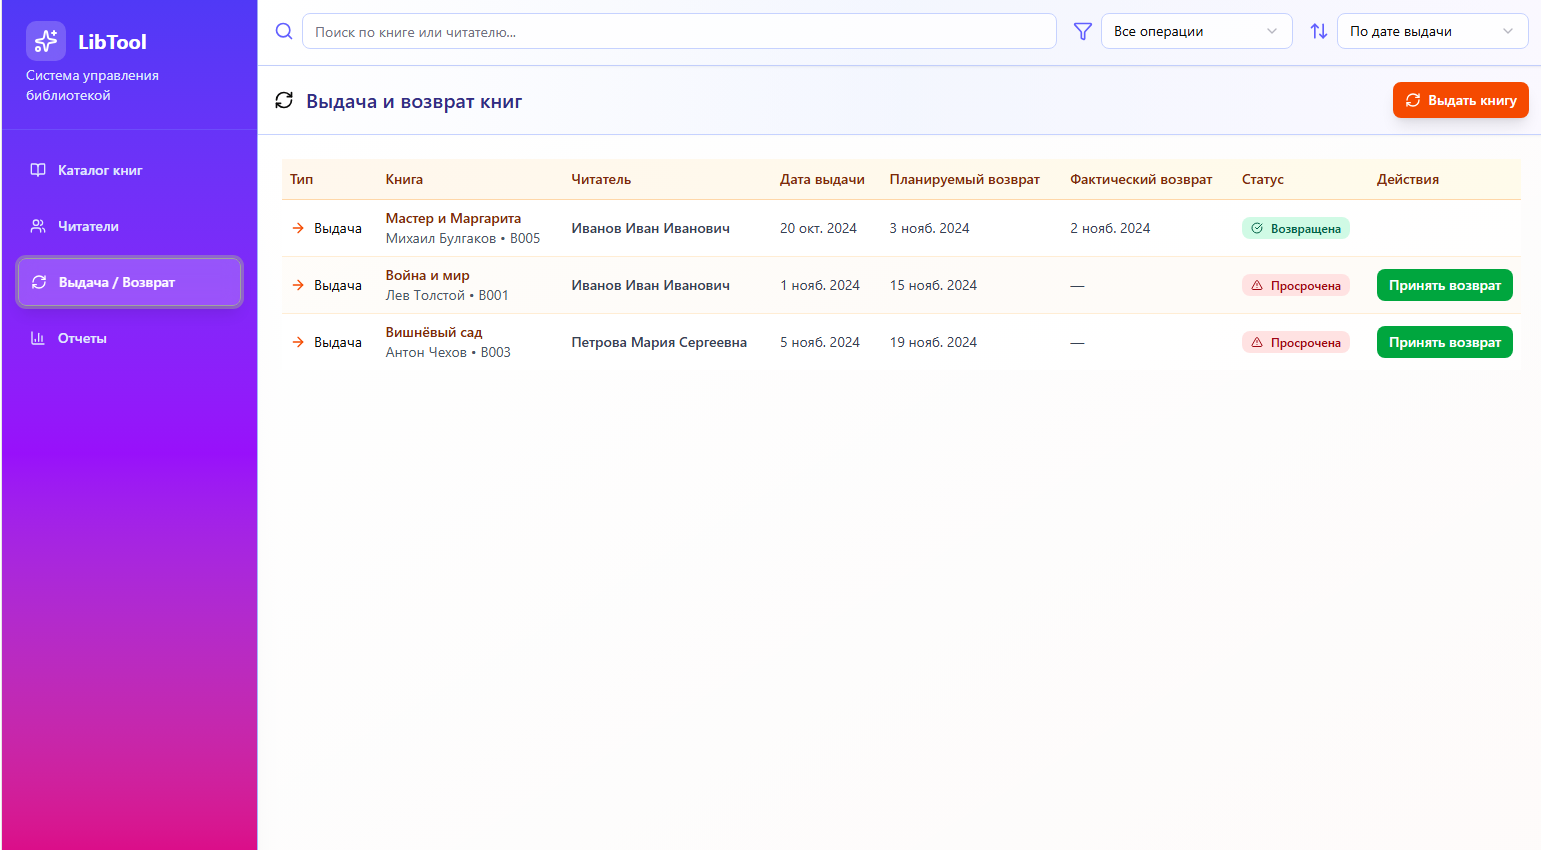 LibTool
Система управления
библиотекой
Каталог книг
Читатели
Выдача / Возврат
Отчеты
Поиск по книге или читателю...
Все операции
По дате выдачи
Выдача и возврат книг
Выдать книгу
Тип Книга Читатель Дата выдачи Планируемый возврат Фактический возврат Статус Действия
Выдача Мастер и Маргарита Иванов Иван Иванович 20 окт. 2024 3 нояб. 2024 2 нояб. 2024 Возвращена
Михаил Булгаков • B005
Выдача Война и мир Иванов Иван Иванович 1 нояб. 2024 15 нояб. 2024 — Просрочена Принять возврат
Лев Толстой • B001
Выдача Вишнёвый сад Петрова Мария Сергеевна 5 нояб. 2024 19 нояб. 2024 — Просрочена Принять возврат
Антон Чехов • B003